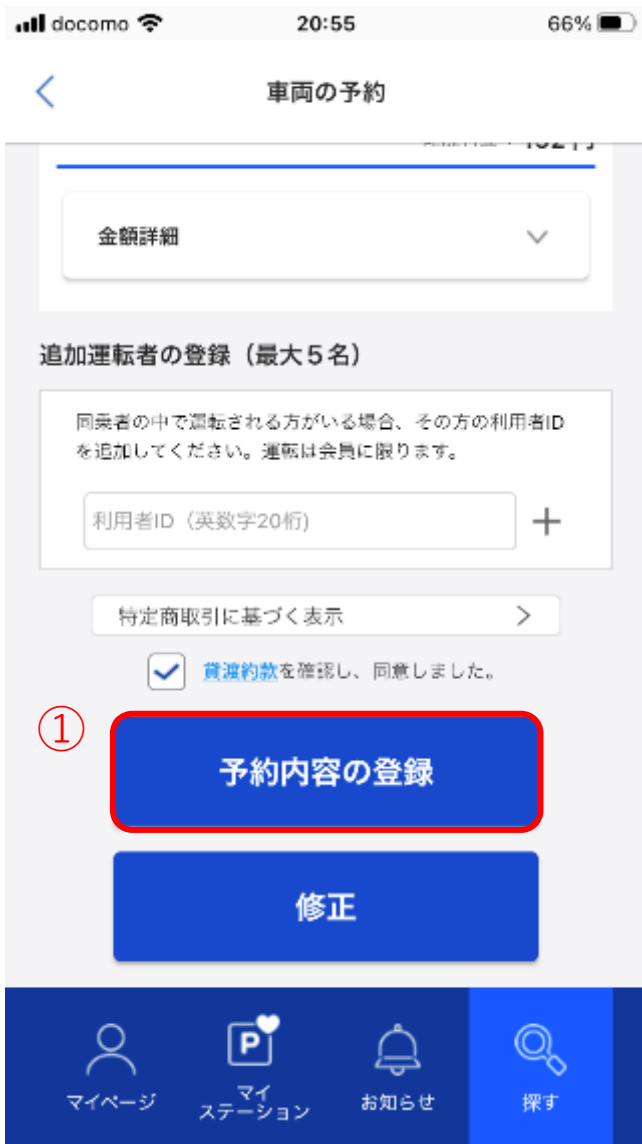 docomo 20:55 66%
車両の予約
金額詳細
追加運転者の登録（最大5名）
同乗者の中で運転される方がいる場合、その方の利用者ID
を追加してください。運転は会員に限ります。
利用者ID（英数字20桁)
特定商取引に基づく表示
貸渡約款を確認し、同意しました。
①
予約内容の登録
修正
P
マイページ
マイ
ステーション
お知らせ
探す